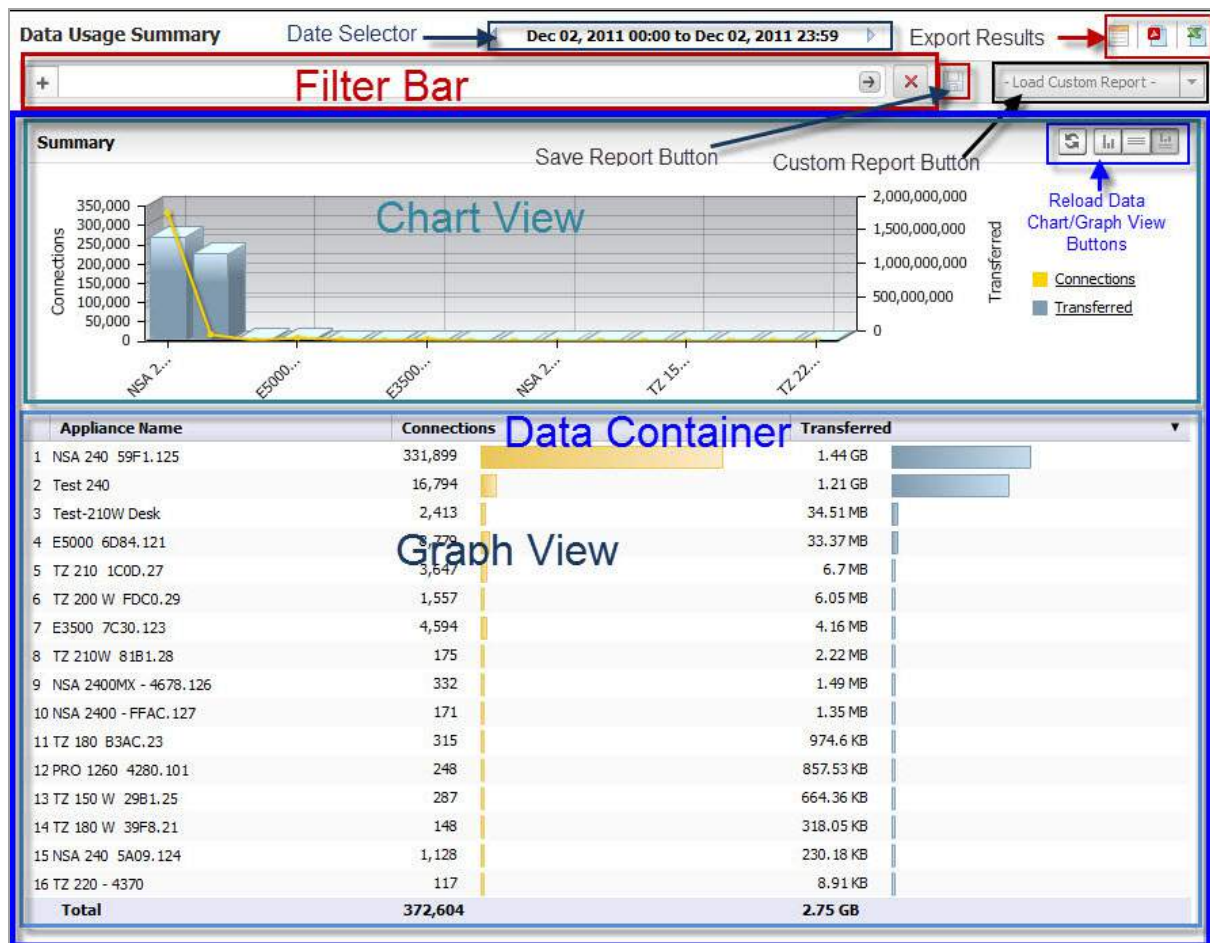 Data Usage Summary
Date Selector
Dec 02, 2011 00:00 to Dec 02, 2011 23:59
Export Results
+
Filter Bar
- Load Custom Report -
Summary
Save Report Button
Custom Report Button
Reload Data
Chart/Graph View
Buttons
Chart View
Connections
350,000
300,000
250,000
200,000
150,000
100,000
50,000
0
2,000,000,000
1,500,000,000
1,000,000,000
500,000,000
0
Transferred
Connections
Transferred
NSA 2...
E5000...
E3500...
NSA 2...
TZ 15...
TZ 22...
Data Container
Appliance Name Connections Transferred
1 NSA 240 59F1.125 331,899 1.44 GB
2 Test 240 16,794 1.21 GB
3 Test-210W Desk 2,413 34.51 MB
4 E5000 6D84.121 33.37 MB
Graph View
5 TZ 210 1C0D.27 3,647 6.7 MB
6 TZ 200 W FDC0.29 1,557 6.05 MB
7 E3500 7C30.123 4,594 4.16 MB
8 TZ 210W 81B1.28 175 2.22 MB
9 NSA 2400MX - 4678.126 332 1.49 MB
10 NSA 2400 - FFAC.127 171 1.35 MB
11 TZ 180 B3AC.23 315 974.6 KB
12 PRO 1260 4280.101 248 857.53 KB
13 TZ 150 W 29B1.25 287 664.36 KB
14 TZ 180 W 39F8.21 148 318.05 KB
15 NSA 240 5A09.124 1,128 230.18 KB
16 TZ 220 - 4370 117 8.91 KB
Total 372,604 2.75 GB